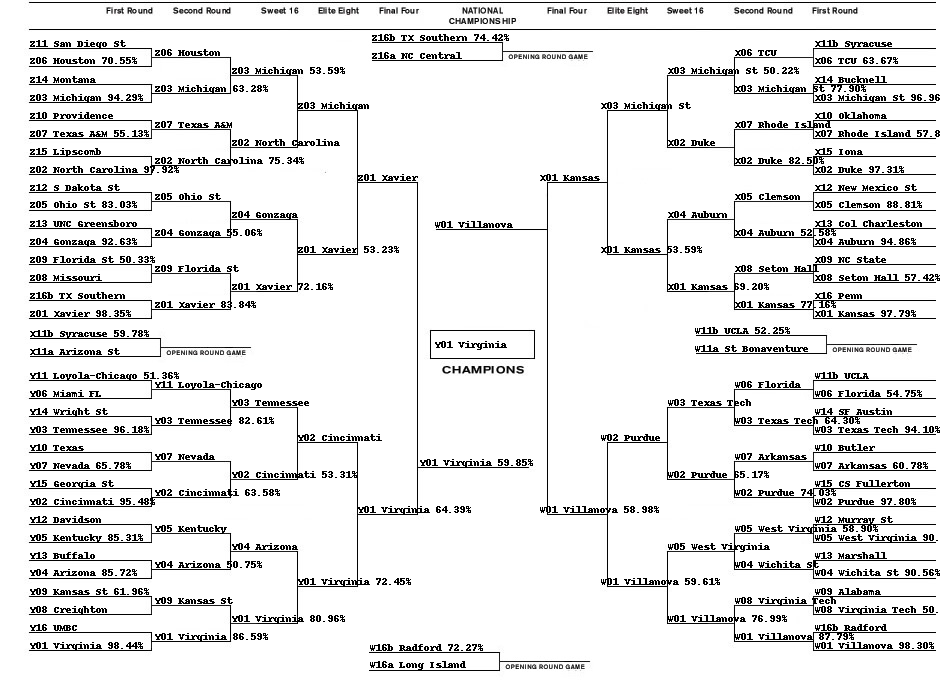 First Round Second Round Sweet 16 Elite Eight Final Four NATIONAL CHAMPIONSHIP Final Four Elite Eight Sweet 16 Second Round First Round
Z16b TX Southern 74.42%
Z16a NC Central
OPENING ROUND GAME
Z11 San Diego St
Z06 Houston 70.55%
Z14 Montana
Z03 Michigan 94.29%
Z10 Providence
Z07 Texas A&M 55.13%
Z15 Lipscomb
Z02 North Carolina 97.92%
Z12 S Dakota St
Z05 Ohio St 83.03%
Z13 UNC Greensboro
Z04 Gonzaga 92.63%
Z09 Florida St 50.33%
Z08 Missouri
Z16b TX Southern
Z01 Xavier 98.35%
Z06 Houston
Z03 Michigan 63.28%
Z07 Texas A&M
Z02 North Carolina 75.34%
Z05 Ohio St
Z04 Gonzaga 55.06%
Z09 Florida St
Z01 Xavier 83.84%
Z03 Michigan 53.59%
Z02 North Carolina
Z04 Gonzaga
Z01 Xavier 72.16%
Z03 Michigan
Z01 Xavier 53.23%
Z01 Xavier
X11b Syracuse 59.78%
X11a Arizona St
OPENING ROUND GAME
Y11 Loyola-Chicago 51.36%
Y06 Miami FL
Y14 Wright St
Y03 Tennessee 96.18%
Y10 Texas
Y07 Nevada 65.78%
Y15 Georgia St
Y02 Cincinnati 95.48%
Y12 Davidson
Y05 Kentucky 85.31%
Y13 Buffalo
Y04 Arizona 85.72%
Y09 Kansas St 61.96%
Y08 Creighton
Y16 UMBC
Y01 Virginia 98.44%
Y11 Loyola-Chicago
Y03 Tennessee 82.61%
Y07 Nevada
Y02 Cincinnati 63.58%
Y05 Kentucky
Y04 Arizona 50.75%
Y09 Kansas St
Y01 Virginia 86.59%
Y03 Tennessee
Y02 Cincinnati 53.31%
Y04 Arizona
Y01 Virginia 80.96%
Y02 Cincinnati
Y01 Virginia 72.45%
Y01 Virginia 64.39%
W01 Villanova
Y01 Virginia
CHAMPIONS
Y01 Virginia 59.85%
X01 Kansas
W01 Villanova 58.98%
X03 Michigan St
X01 Kansas 53.59%
X03 Michigan St 50.22%
X02 Duke
X04 Auburn
X01 Kansas 69.20%
X06 TCU
X03 Michigan St 77.90%
X07 Rhode Island
X02 Duke 82.50%
X05 Clemson
X04 Auburn 52.58%
X08 Seton Hall
X01 Kansas 77.16%
X11b Syracuse
X06 TCU 63.67%
X14 Bucknell
X03 Michigan St 96.96
X10 Oklahoma
X07 Rhode Island 57.8
X15 Iona
X02 Duke 97.31%
X12 New Mexico St
X05 Clemson 88.81%
X13 Col Charleston
X04 Auburn 94.86%
X09 NC State
X08 Seton Hall 57.42%
X16 Penn
X01 Kansas 97.79%
W11b UCLA 52.25%
W11a St Bonaventure
OPENING ROUND GAME
W02 Purdue
W01 Villanova 59.61%
W03 Texas Tech
W02 Purdue 65.17%
W05 West Virginia
W01 Villanova 76.99%
W06 Florida
W03 Texas Tech 64.30%
W07 Arkansas
W02 Purdue 74.03%
W05 West Virginia 58.90%
W04 Wichita St
W08 Virginia Tech
W01 Villanova 87.79%
W11b UCLA
W06 Florida 54.75%
W14 SF Austin
W03 Texas Tech 94.10%
W10 Butler
W07 Arkansas 60.78%
W15 CS Fullerton
W02 Purdue 97.80%
W12 Murray St
W05 West Virginia 90.
W13 Marshall
W04 Wichita St 90.56%
W09 Alabama
W08 Virginia Tech 50.
W16b Radford
W01 Villanova 98.30%
W16b Radford 72.27%
W16a Long Island
OPENING ROUND GAME